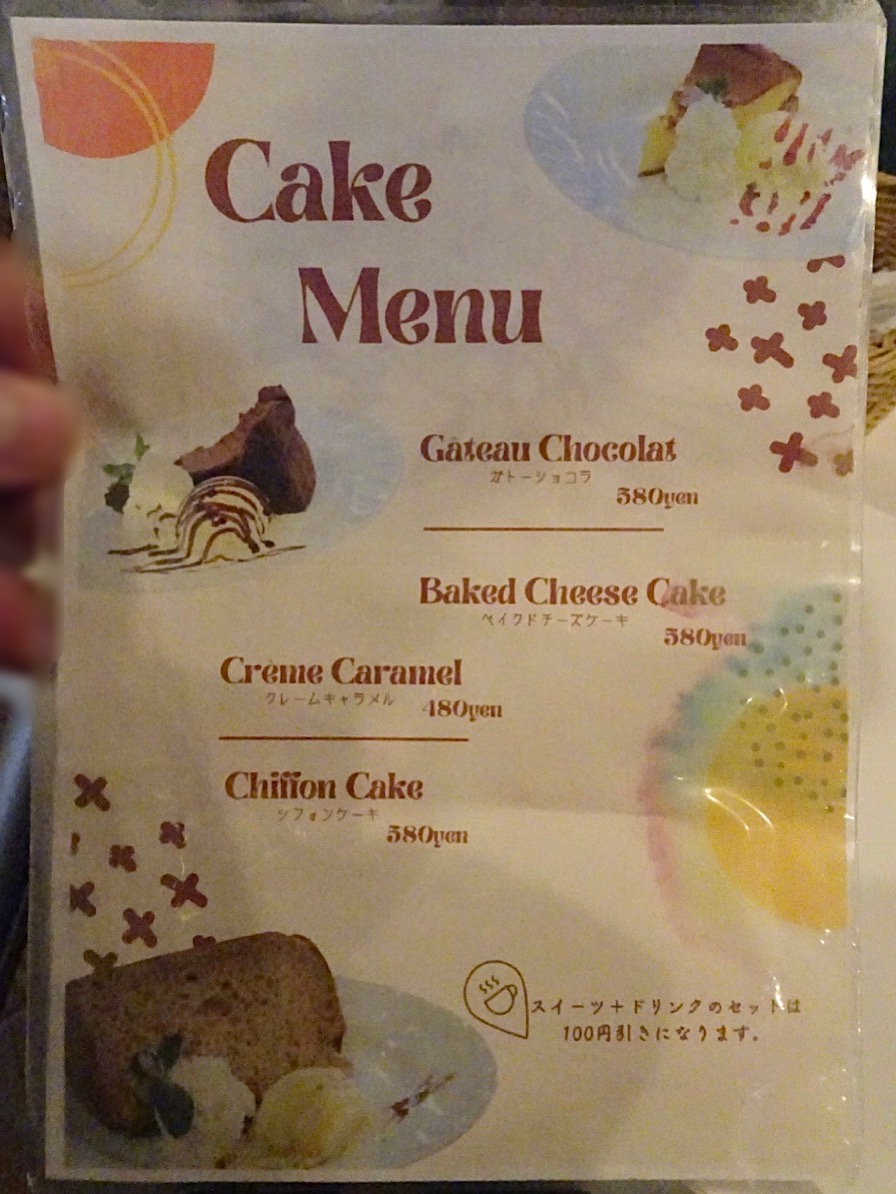 Cake
Menu
Gâteau Chocolat
ガトーショコラ
580yen
Baked Cheese Cake
ベイクドチーズケーキ
580yen
Crème Caramel
クレームキャラメル
480yen
Chiffon Cake
シフォンケーキ
580yen
スイーツ+ドリンクのセットは
100円引きになります。